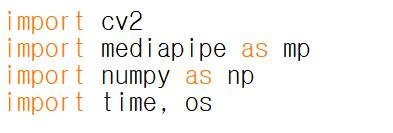 import cv2
import mediapipe as mp
import numpy as np
import time, os